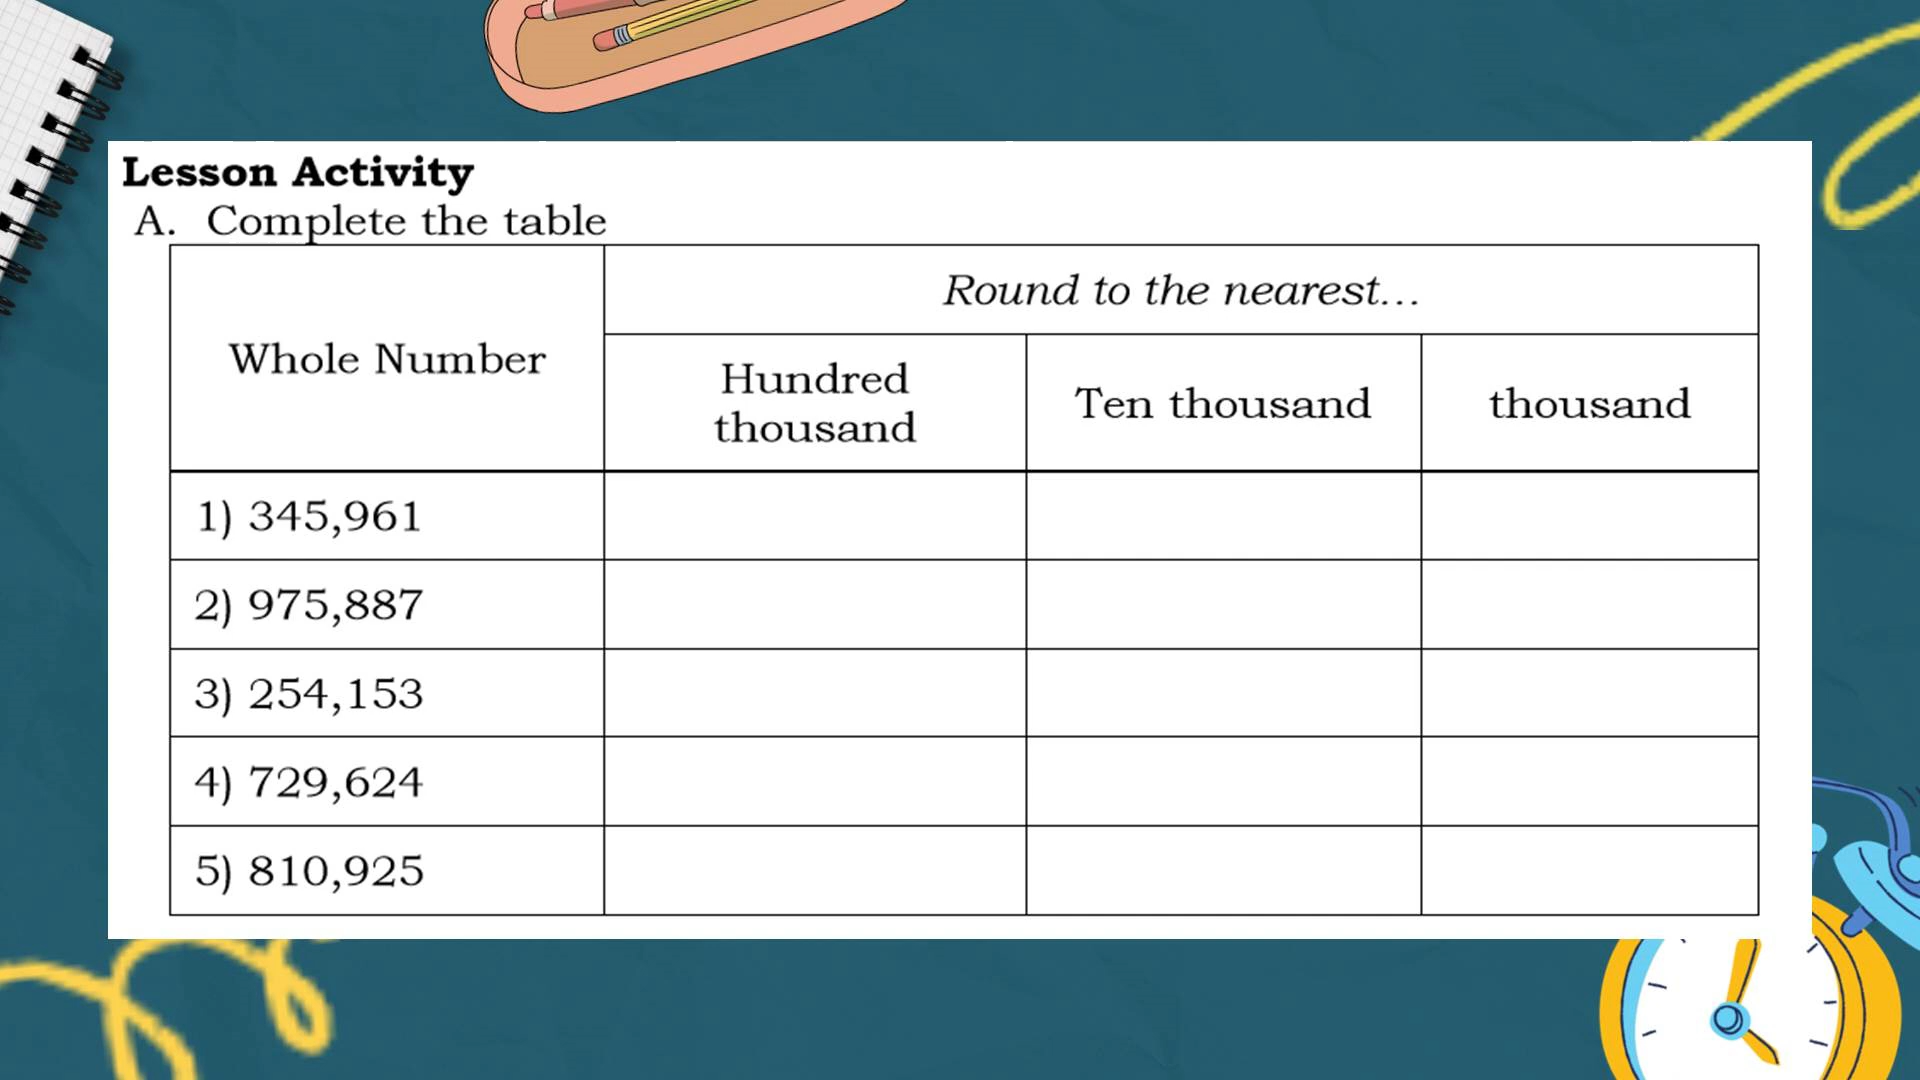 Lesson Activity
A. Complete the table
Whole Number
Round to the nearest...
Hundred
thousand
Ten thousand
thousand
1) 345,961
2) 975,887
3) 254,153
4) 729,624
5) 810,925